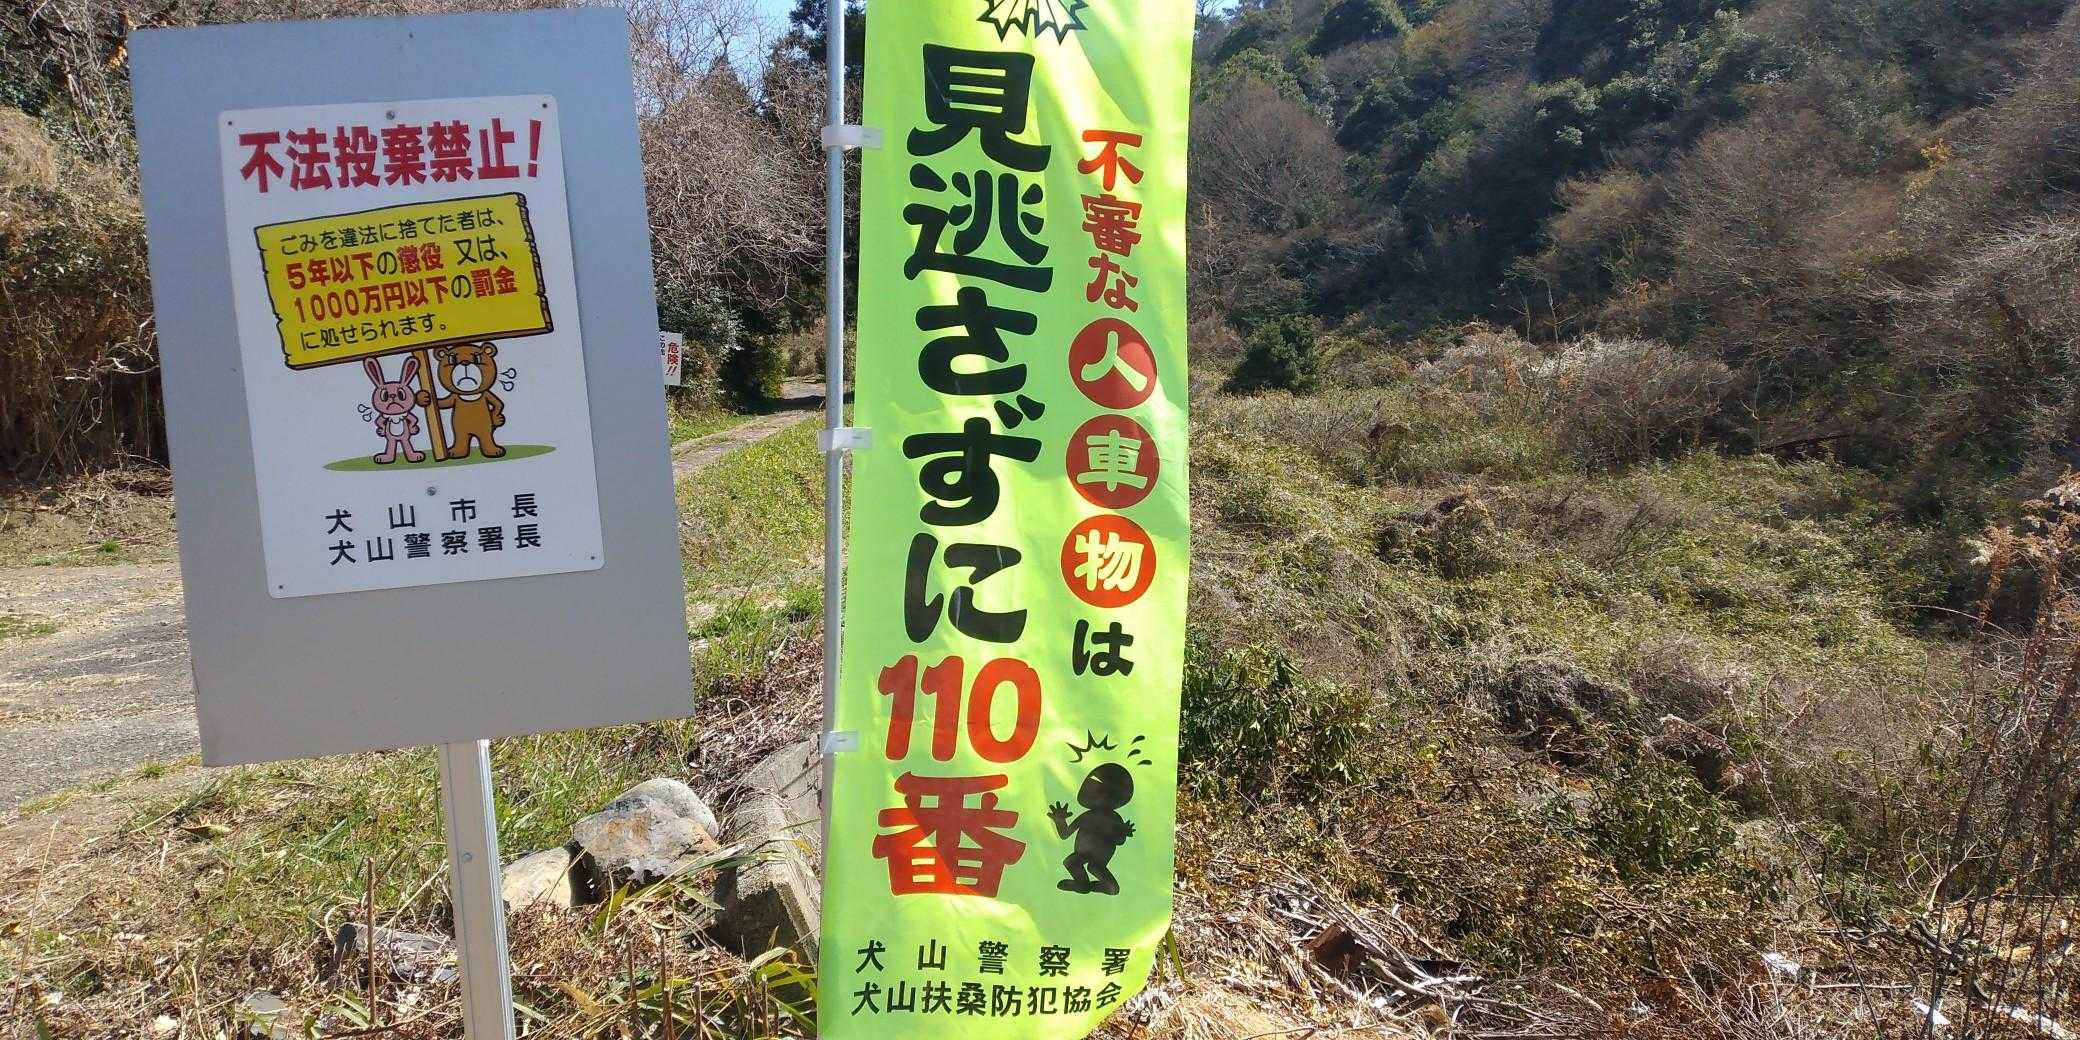 不法投棄禁止！
ごみを違法に捨てた者は、
5年以下の懲役 又は、
1000万円以下の罰金
に処せられます。
犬山市長
犬山警察署長
危険!!
不審な人車物は
見逃さずに110番
犬山警察署
犬山扶桑防犯協会